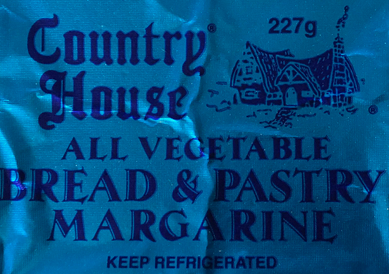 Country® 227g
House ®
ALL VEGETABLE
BREAD & PASTRY
MARGARINE
KEEP REFRIGERATED